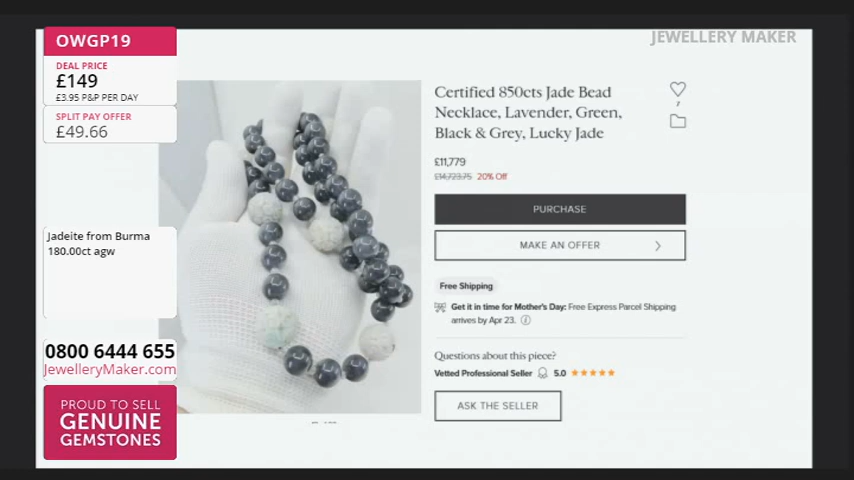 OWGP19
DEAL PRICE
£149
£3.95 P&P PER DAY
SPLIT PAY OFFER
£49.66
Jadeite from Burma
180.00ct agw
0800 6444 655
JewelleryMaker.com
PROUD TO SELL
GENUINE
GEMSTONES
JEWELLERY MAKER
Certified 850cts Jade Bead
Necklace, Lavender, Green,
Black & Grey, Lucky Jade
7
£11,779
£14,723.75 20% Off
PURCHASE
MAKE AN OFFER
Free Shipping
Get it in time for Mother's Day: Free Express Parcel Shipping
arrives by Apr 23.
Questions about this piece?
Vetted Professional Seller 5.0
ASK THE SELLER